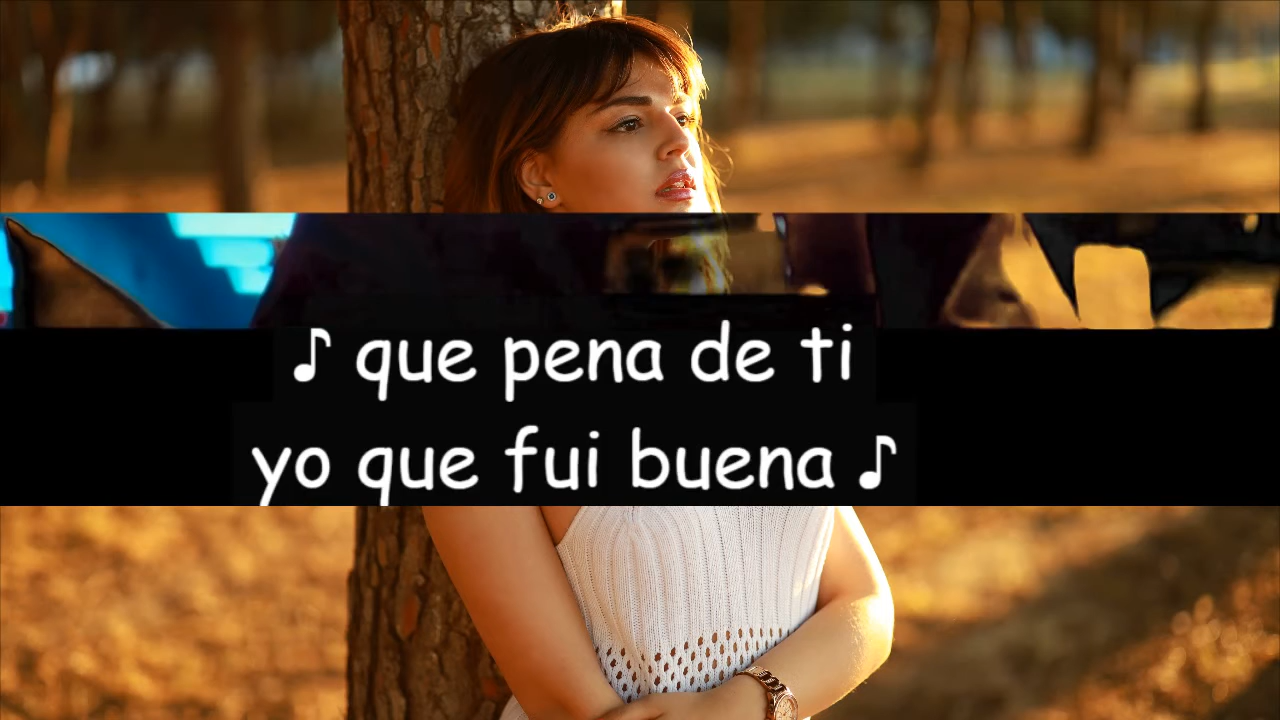 ♪ que pena de ti
yo que fui buena ♪